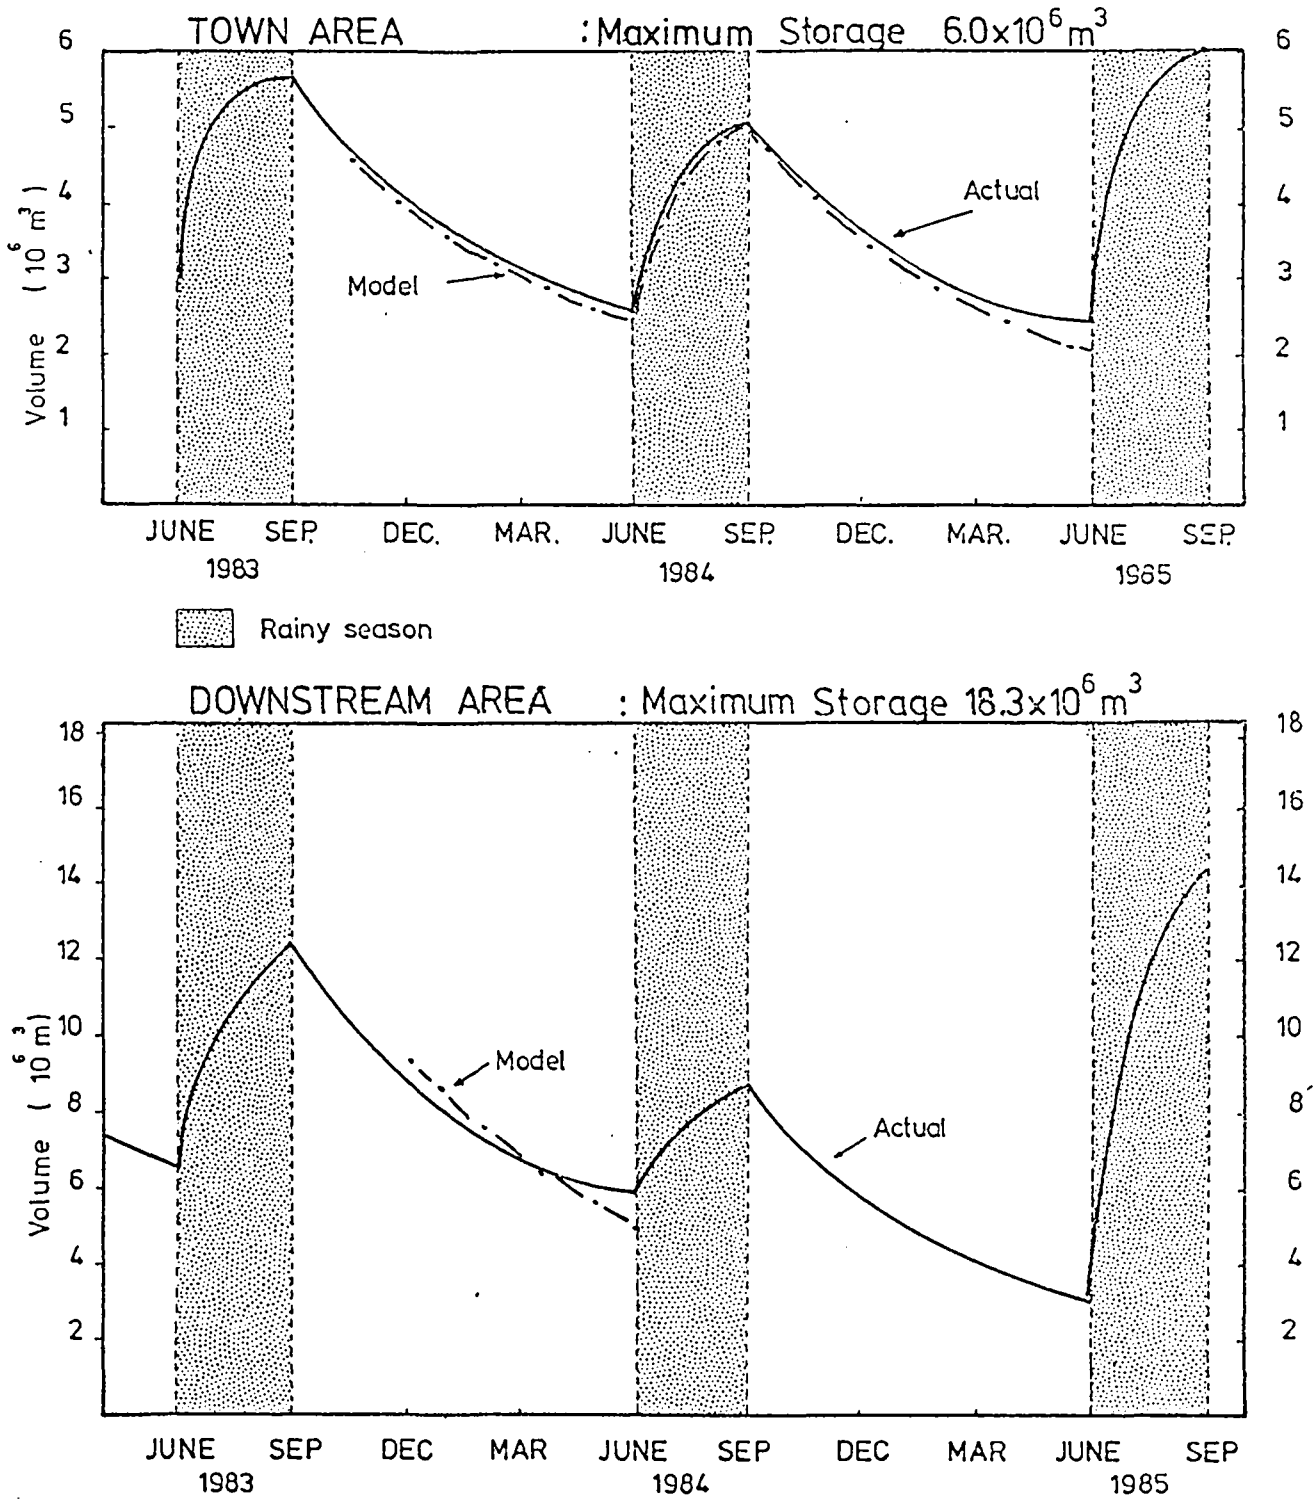 TOWN AREA : Maximum Storage 6.0x10⁶ m³
6 6
5 5
4 4
3 3
2 2
1 1
Volume (10⁶ m³)
Actual
Model
JUNE SEP. DEC. MAR. JUNE SEP. DEC. MAR. JUNE SEP.
1983 1984 1985
Rainy season
DOWNSTREAM AREA : Maximum Storage 18.3x10⁶ m³
18 18
16 16
14 14
12 12
10 10
8 8
6 6
4 4
2 2
Volume (10⁶ m³)
Model
Actual
JUNE SEP DEC MAR JUNE SEP DEC MAR JUNE SEP
1983 1984 1985